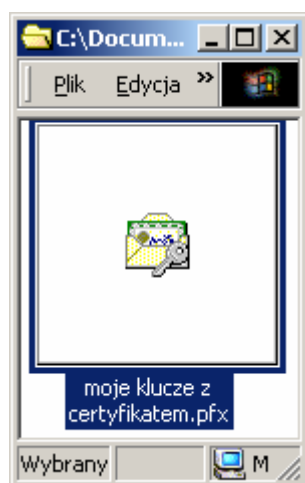 C:\Docum...
Plik Edycja »
moje klucze z
certyfikatem.pfx
Wybrany M